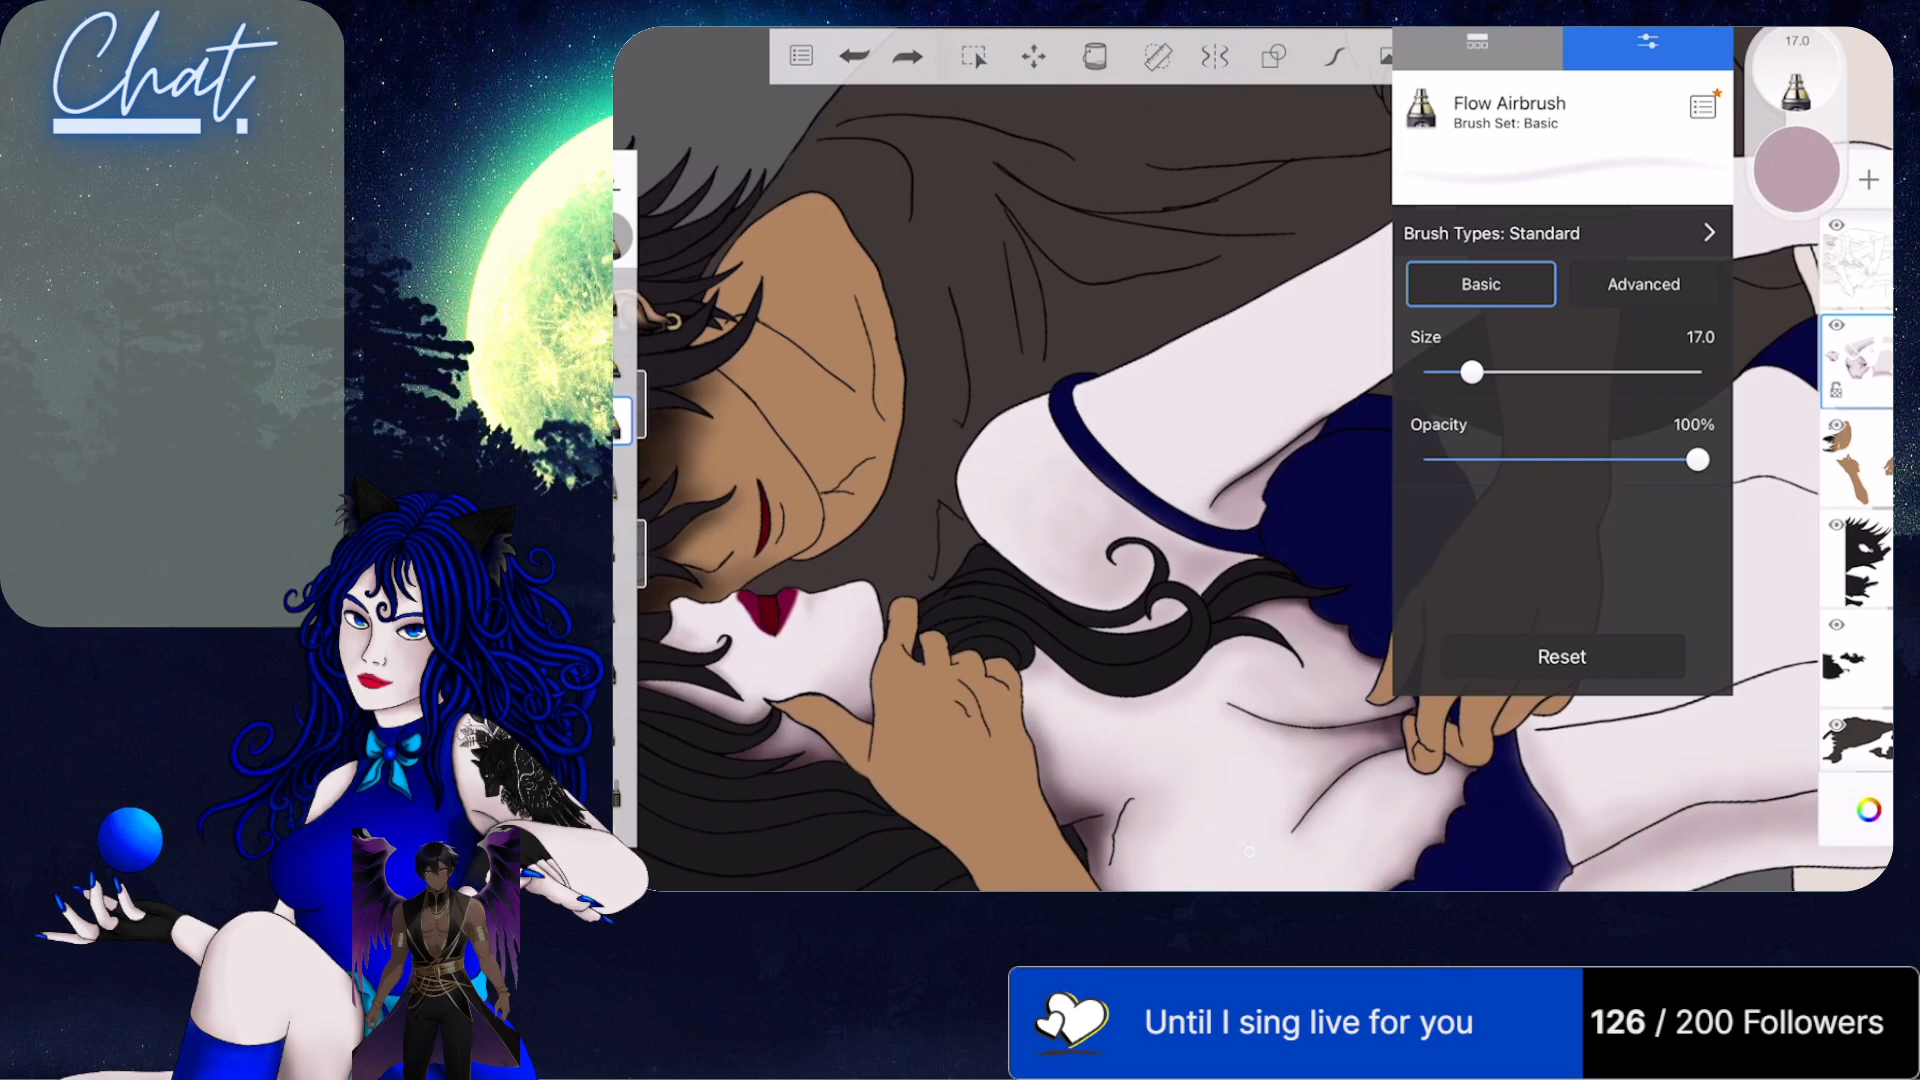 Chat
17.0
Flow Airbrush
Brush Set: Basic
Brush Types: Standard
Basic
Advanced
Size
17.0
Opacity
100%
Reset
Until I sing live for you
126 / 200 Followers